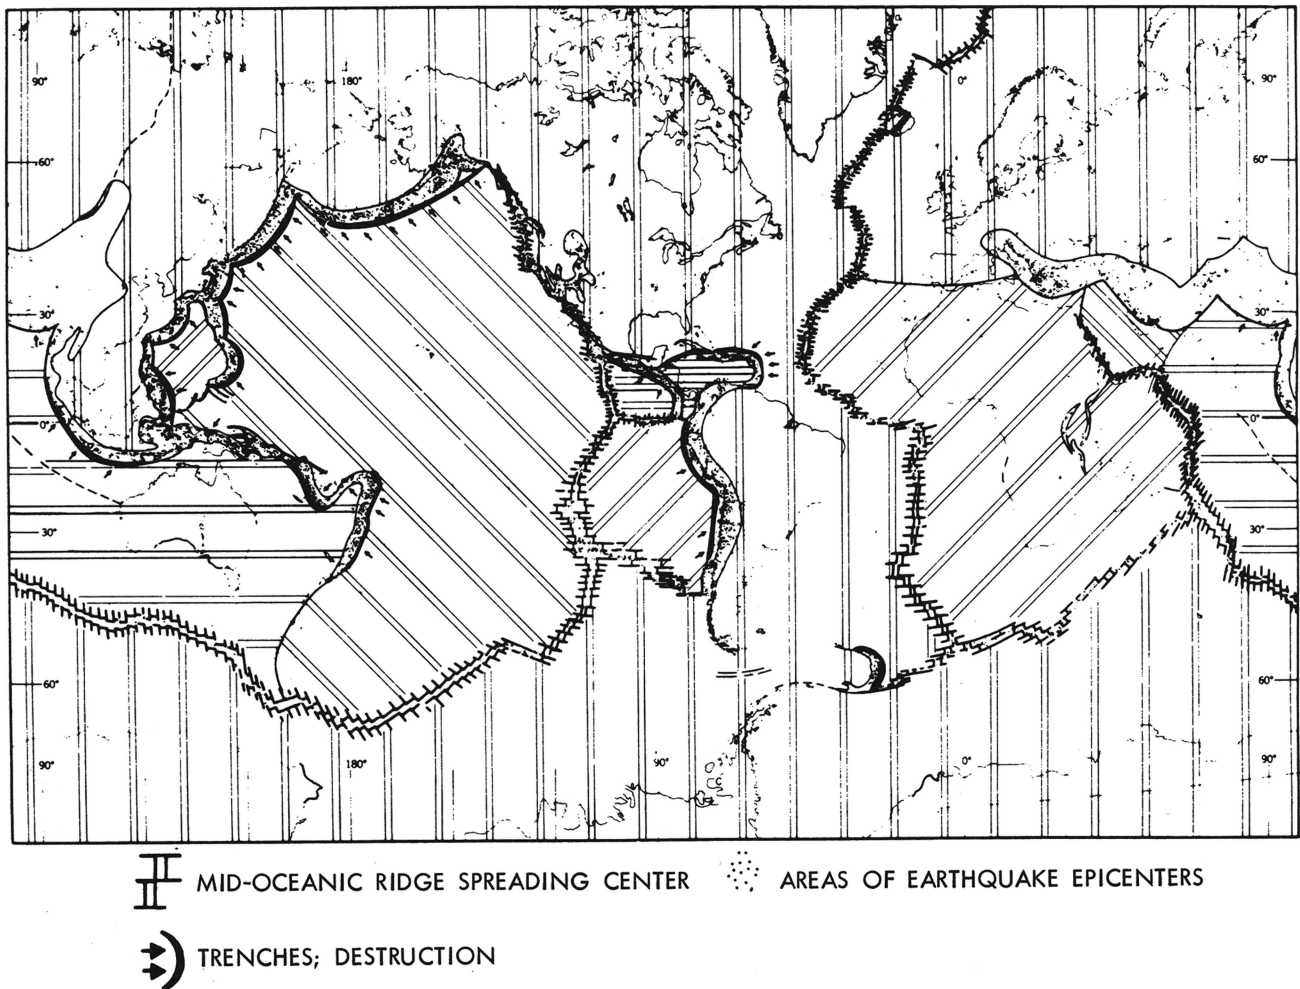 90° 180° 0° 90°
60° 60°
30° 30°
0° 0°
30° 30°
60° 60°
90° 180° 90° 0° 90°
MID-OCEANIC RIDGE SPREADING CENTER AREAS OF EARTHQUAKE EPICENTERS
TRENCHES; DESTRUCTION